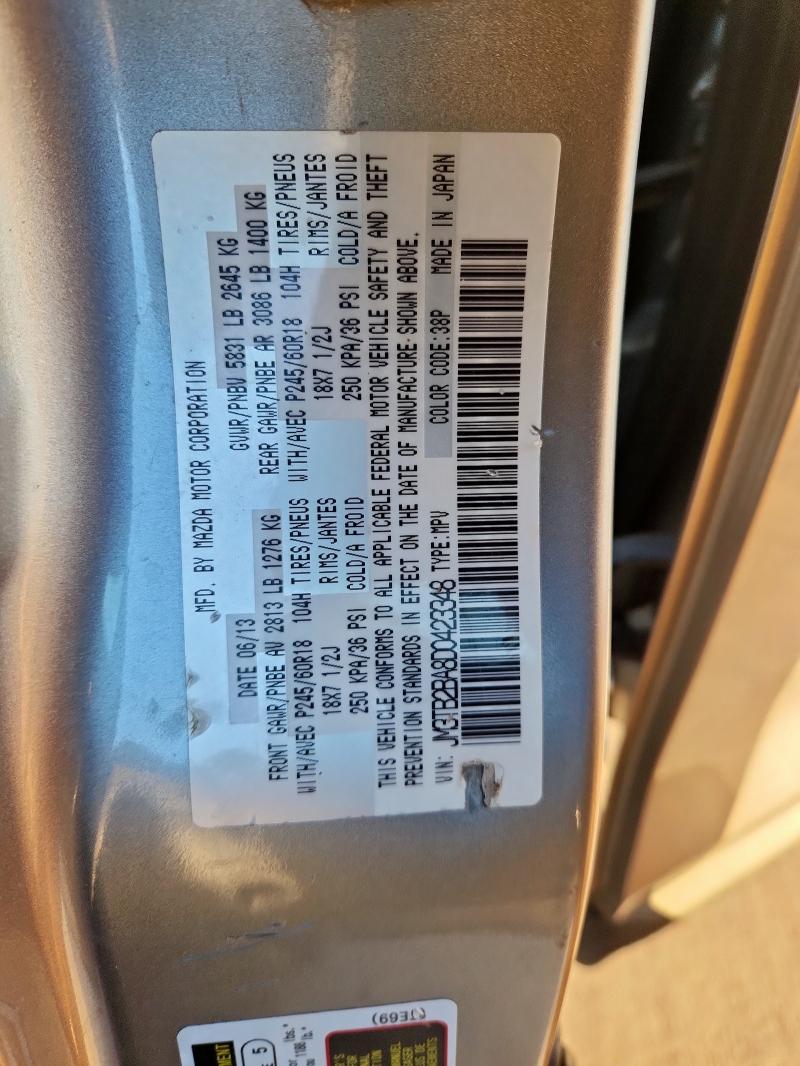 MFD. BY MAZDA MOTOR CORPORATION
DATE 06/13 GVWR/PNBV 5831 LB 2645 KG
FRONT GAWR/PNBE AV 2813 LB 1276 KG REAR GAWR/PNBE AR 3086 LB 1400 KG
WITH/AVEC P245/60R18 104H TIRES/PNEUS WITH/AVEC P245/60R18 104H TIRES/PNEUS
18X7 1/2J RIMS/JANTES 18X7 1/2J RIMS/JANTES
250 KPA/36 PSI COLD/A FROID 250 KPA/36 PSI COLD/A FROID
THIS VEHICLE CONFORMS TO ALL APPLICABLE FEDERAL MOTOR VEHICLE SAFETY AND THEFT
PREVENTION STANDARDS IN EFFECT ON THE DATE OF MANUFACTURE SHOWN ABOVE.
VIN: JM3TB2BA8D0423348 TYPE:MPV COLOR CODE:38P MADE IN JAPAN
5
lbs."
1188 lb."
(JE69)